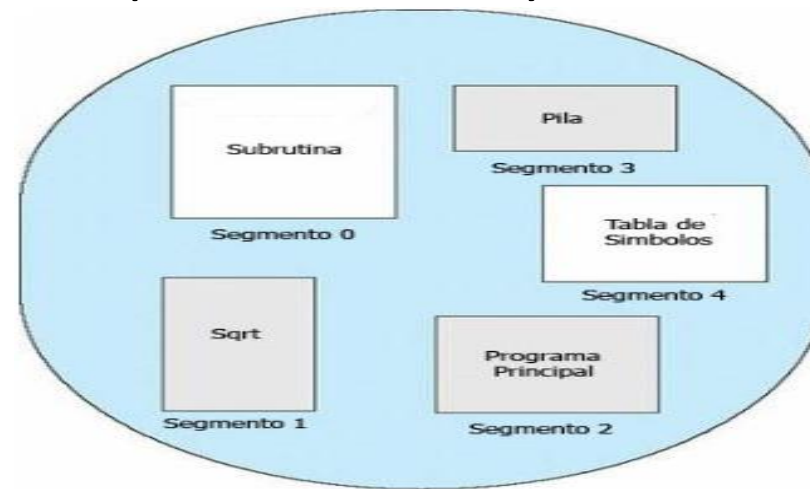 Subrutina
Segmento 0
Pila
Segmento 3
Tabla de
Simbolos
Segmento 4
Sqrt
Segmento 1
Programa
Principal
Segmento 2